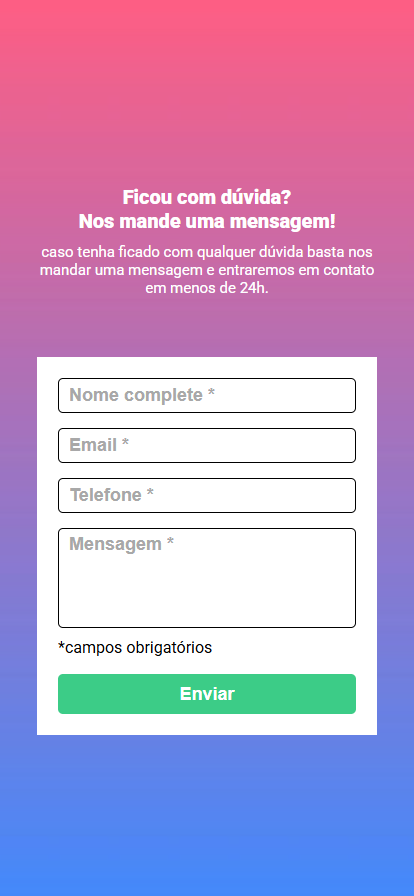 Ficou com dúvida?
Nos mande uma mensagem!
caso tenha ficado com qualquer dúvida basta nos
mandar uma mensagem e entraremos em contato
em menos de 24h.
Nome complete *
Email *
Telefone *
Mensagem *
*campos obrigatórios
Enviar